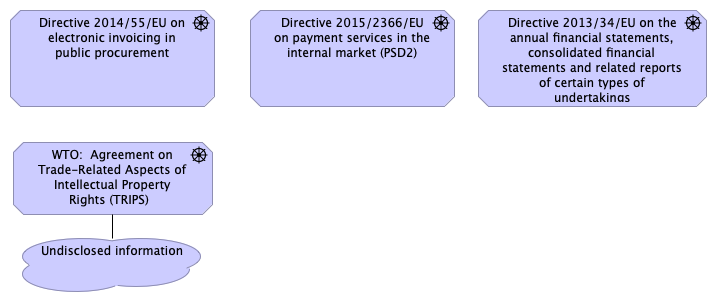 Directive 2014/55/EU on
electronic invoicing in
public procurement
Directive 2015/2366/EU
on payment services in the
internal market (PSD2)
Directive 2013/34/EU on the
annual financial statements,
consolidated financial
statements and related reports
of certain types of
undertakings
WTO:  Agreement on
Trade-Related Aspects of
Intellectual Property
Rights (TRIPS)
Undisclosed information